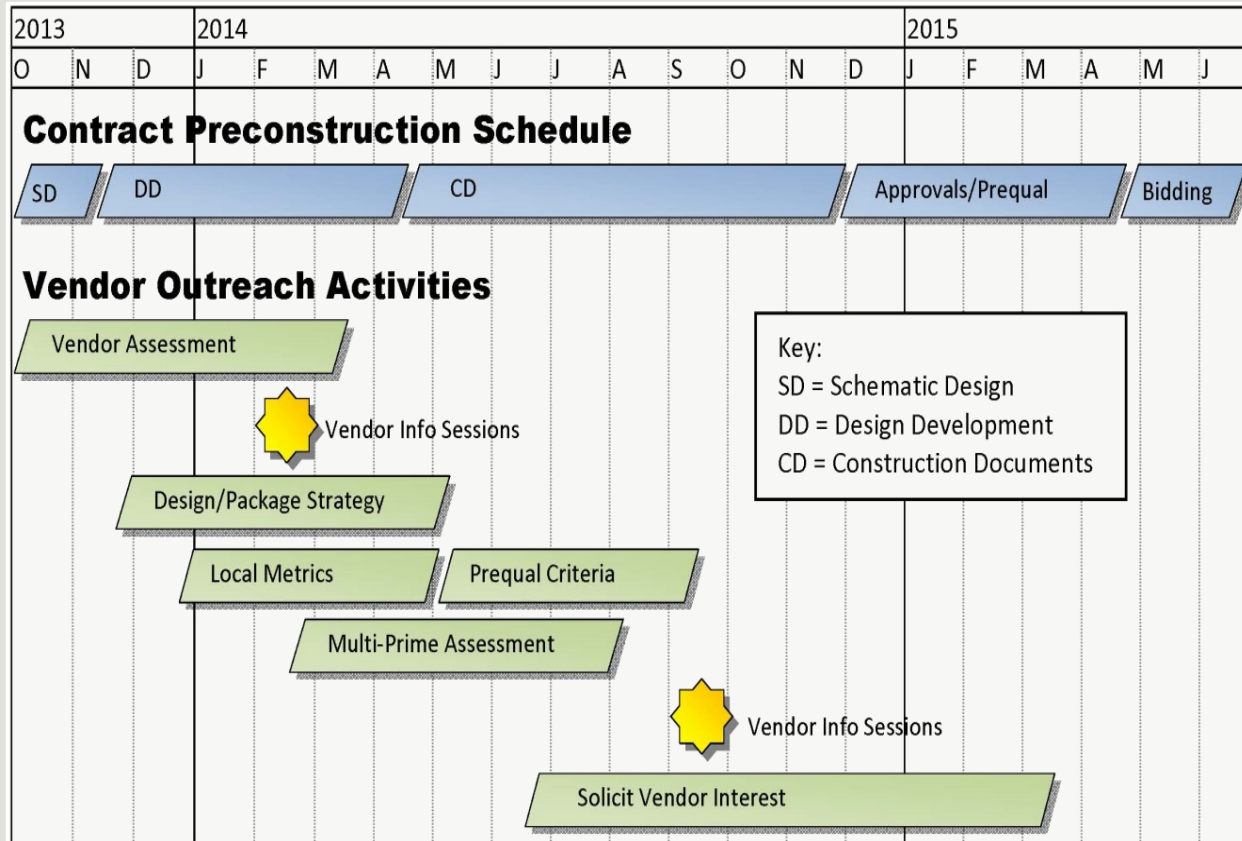 2013 2014 2015
O N D J F M A M J J A S O N D J F M A M J
Contract Preconstruction Schedule
SD DD CD Approvals/Prequal Bidding
Vendor Outreach Activities
Vendor Assessment
Key:
SD = Schematic Design
DD = Design Development
CD = Construction Documents
Vendor Info Sessions
Design/Package Strategy
Local Metrics Prequal Criteria
Multi-Prime Assessment
Vendor Info Sessions
Solicit Vendor Interest